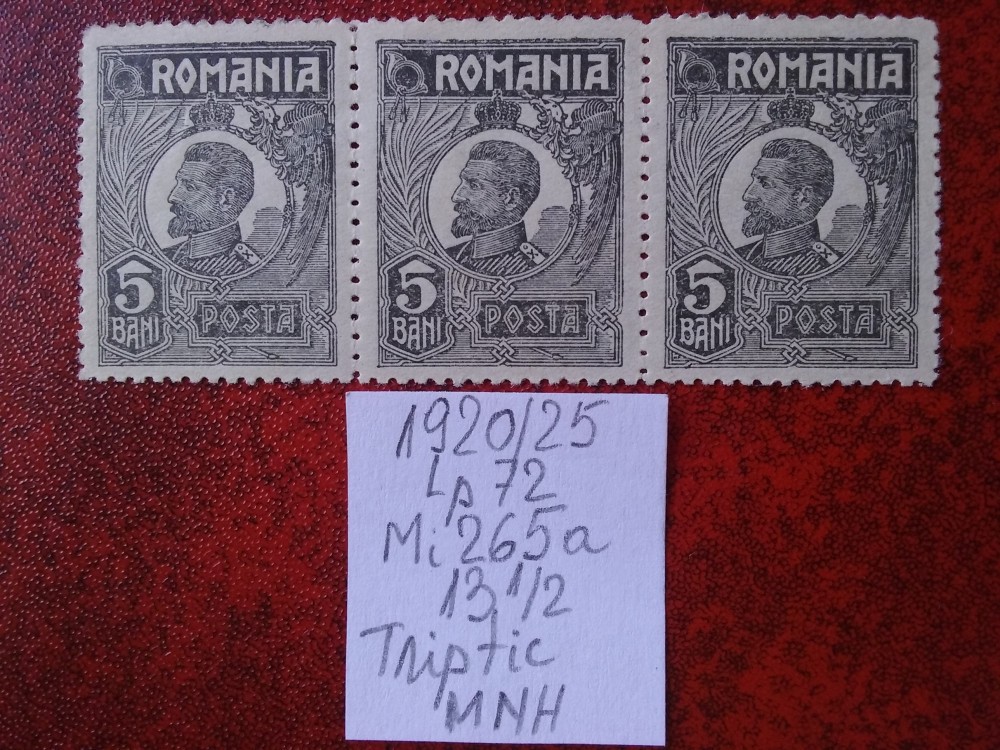 ROMANIA ROMANIA ROMANIA
5 BANI POSTA 5 BANI POSTA 5 BANI POSTA
1920/25
Lp 72
Mi 265a
13 1/2
Triptic
MNH